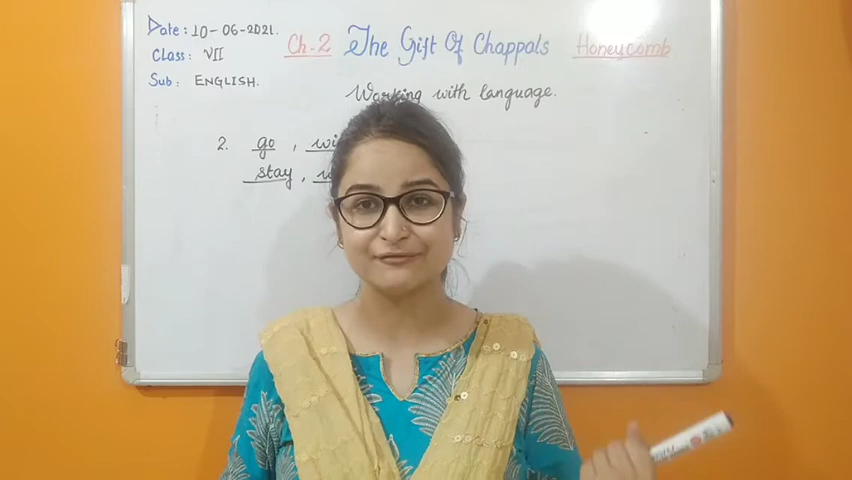 Date: 10-06-2021.
Class: VII
Sub: ENGLISH.
Ch-2 The Gift Of Chappals Honeycomb
Working with language.
2. go ,
stay ,